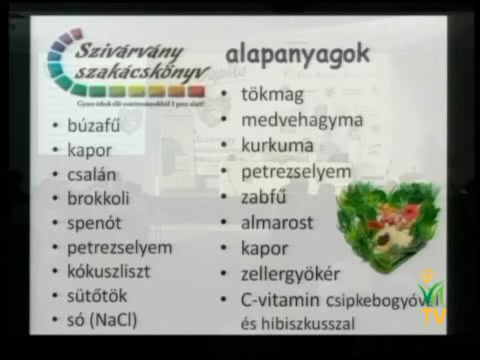 Szivárvány
szakácskönyv
alapanyagok
• búzafű
• kapor
• csalán
• brokkoli
• spenót
• petrezselyem
• kókuszliszt
• sütőtök
• só (NaCl)
• tökmag
• medvehagyma
• kurkuma
• petrezselyem
• zabfű
• almarost
• kapor
• zellergyökér
• C-vitamin csipkebogyóval
és hibiszkusszal
TV